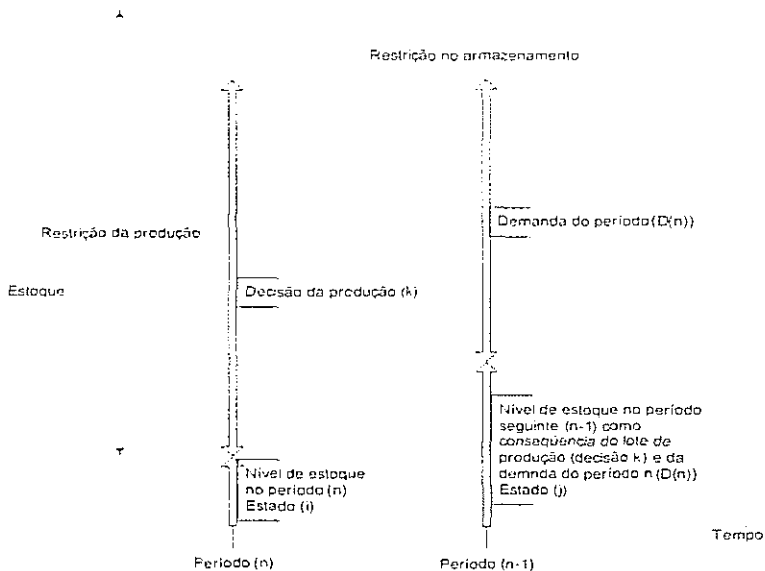 Restrição no armazenamento
Demanda do período (D(n))
Restrição da produção
Estoque
Decisão da produção (k)
Nível de estoque no período
seguinte (n-1) como
conseqüência do lote de
produção (decisão k) e da
demnda do período n (D(n))
Estado (j)
Nível de estoque
no período (n)
Estado (i)
Tempo
Período (n)
Período (n-1)